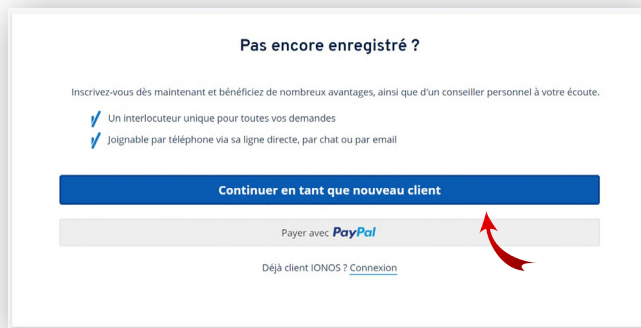 Pas encore enregistré ?
Inscrivez-vous dès maintenant et bénéficiez de nombreux avantages, ainsi que d'un conseiller personnel à votre écoute.
Un interlocuteur unique pour toutes vos demandes
Joignable par téléphone via sa ligne directe, par chat ou par email
Continuer en tant que nouveau client
Payer avec PayPal
Déjà client IONOS ? Connexion